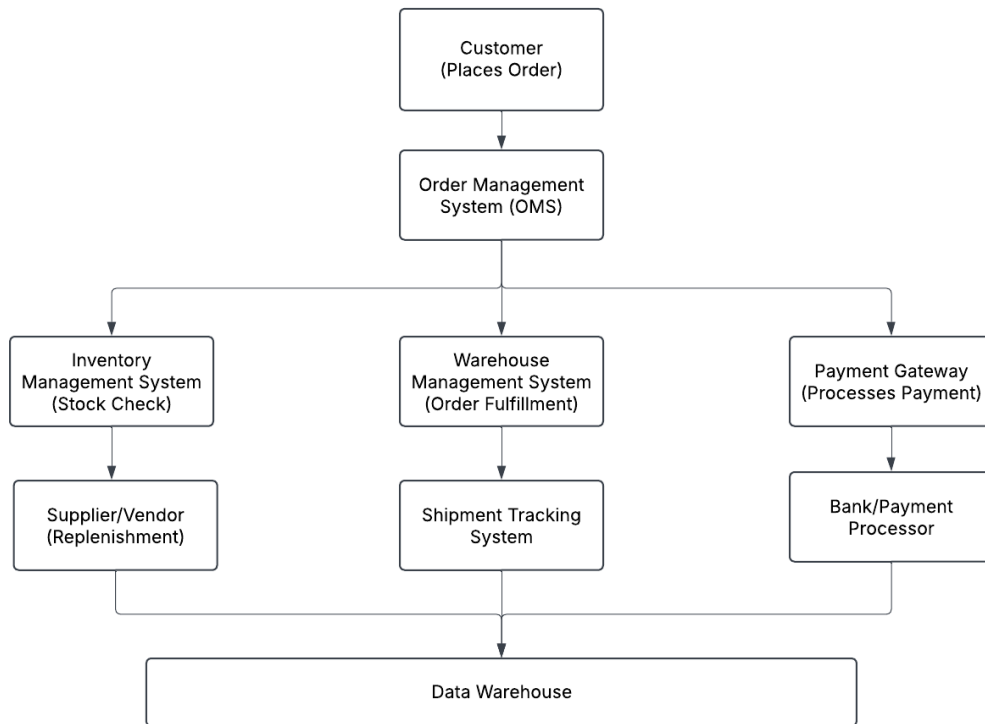 Customer
(Places Order)
Order Management
System (OMS)
Inventory
Management System
(Stock Check)
Warehouse
Management System
(Order Fulfillment)
Payment Gateway
(Processes Payment)
Supplier/Vendor
(Replenishment)
Shipment Tracking
System
Bank/Payment
Processor
Data Warehouse